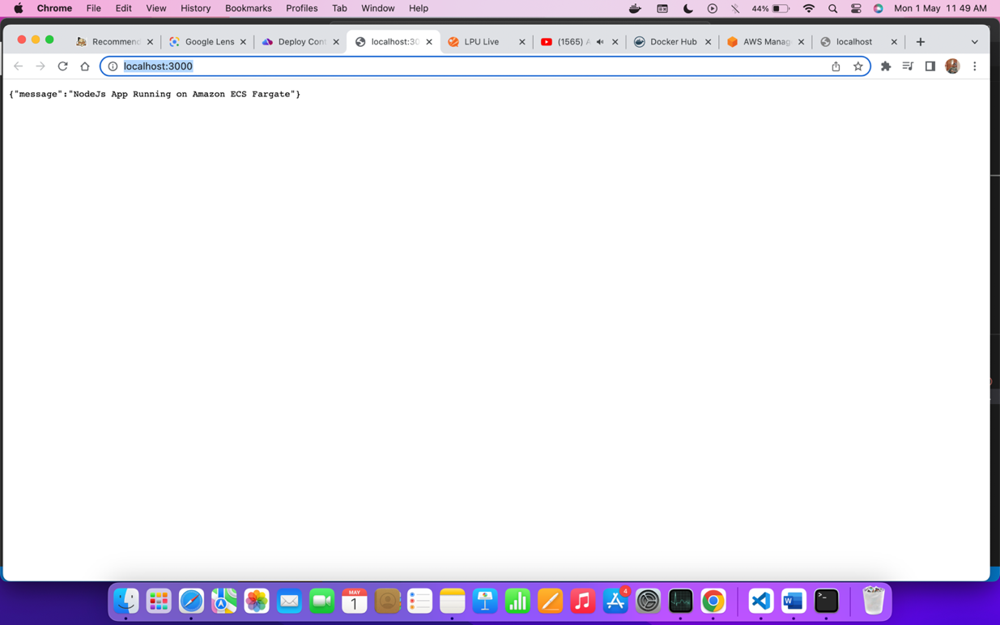 Chrome File Edit View History Bookmarks Profiles Tab Window Help 44% Mon 1 May 11:49 AM
Recommend Google Lens Deploy Cont localhost:30 LPU Live (1565) A Docker Hub AWS Manag localhost
localhost:3000
{"message":"NodeJs App Running on Amazon ECS Fargate"}
4
MAY
1